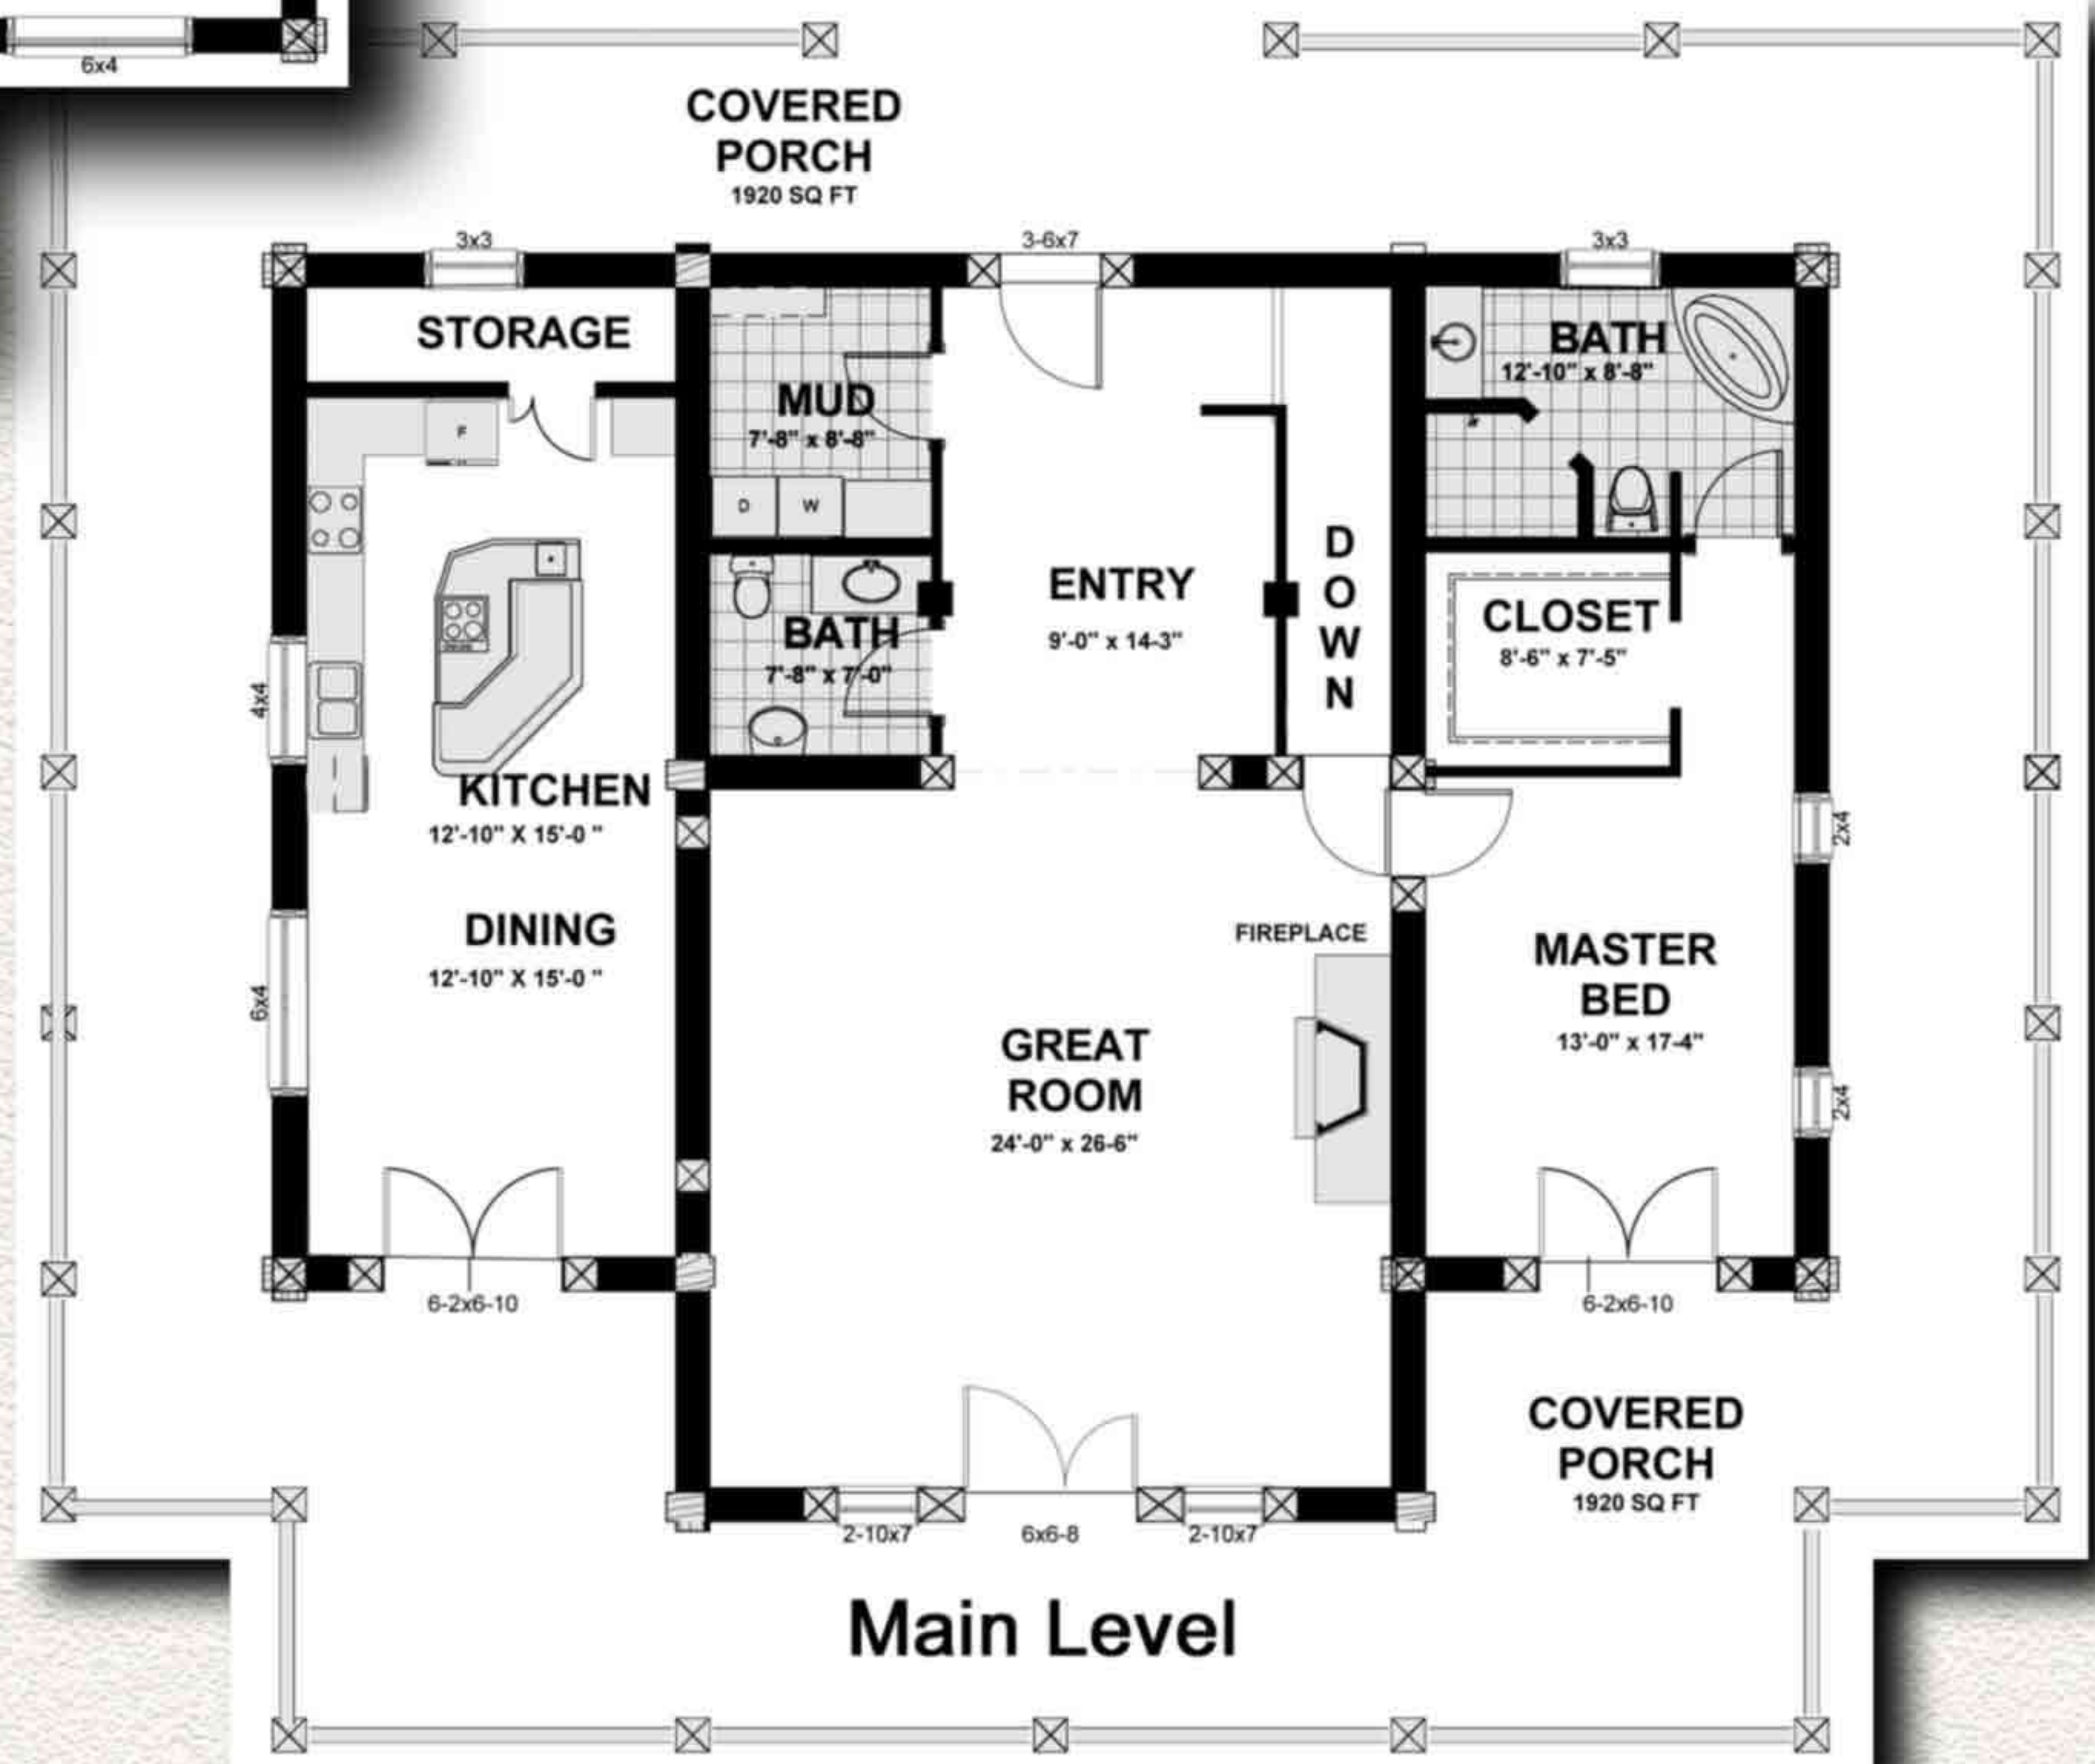 6x4
COVERED
PORCH
1920 SQ FT
3x3
3-6x7
3x3
STORAGE
BATH
12'-10" x 8'-8"
MUD
7'-8" x 8'-8"
F
D
W
DOWN
ENTRY
9'-0" x 14-3"
CLOSET
8'-6" x 7'-5"
BATH
7'-8" x 7'-0"
4x4
KITCHEN
12'-10" X 15'-0 "
2x4
DINING
12'-10" X 15'-0 "
FIREPLACE
MASTER
BED
13'-0" x 17-4"
6x4
GREAT
ROOM
24'-0" x 26-6"
2x4
6-2x6-10
6-2x6-10
COVERED
PORCH
1920 SQ FT
2-10x7
6x6-8
2-10x7
Main Level